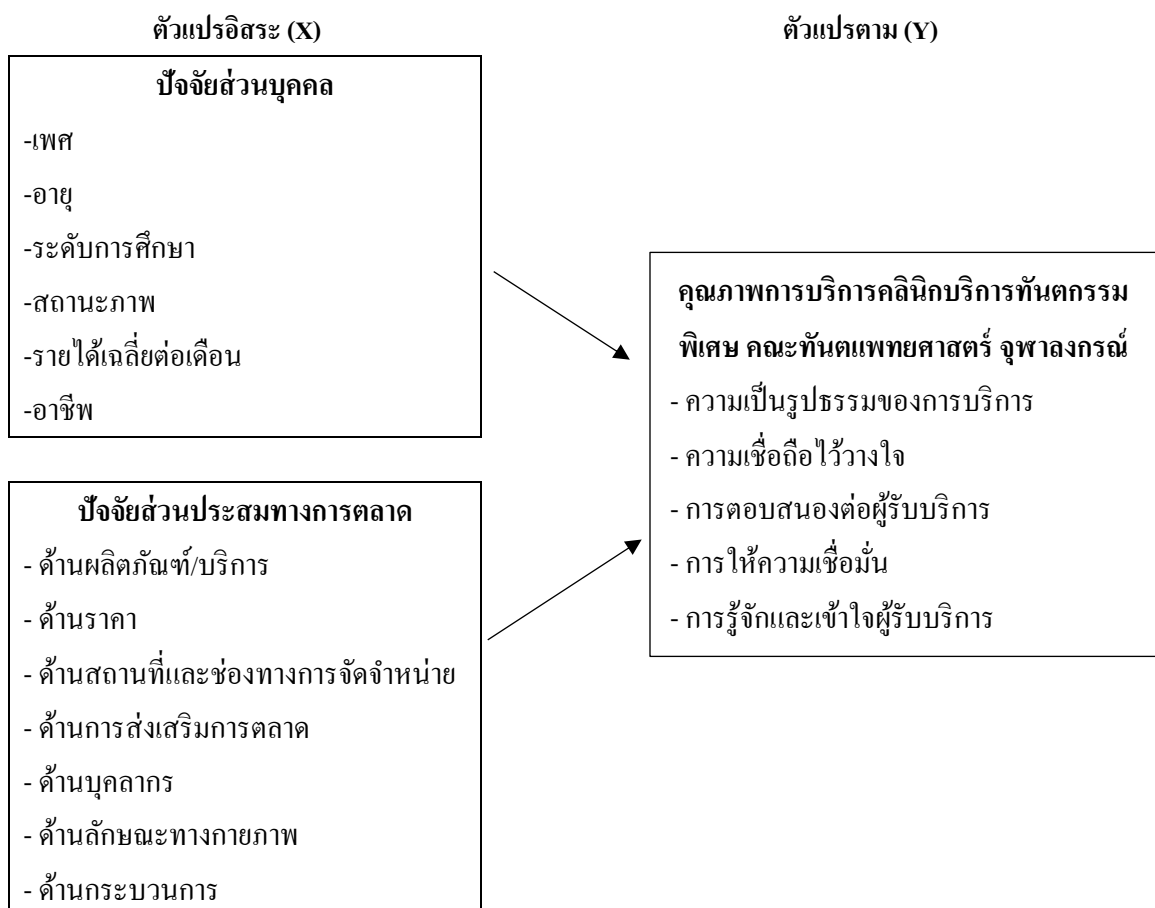 ตัวแปรอิสระ (X)
ตัวแปรตาม (Y)
ปัจจัยส่วนบุคคล
-เพศ
-อายุ
-ระดับการศึกษา
-สถานะภาพ
-รายได้เฉลี่ยต่อเดือน
-อาชีพ
ปัจจัยส่วนประสมทางการตลาด
- ด้านผลิตภัณฑ์/บริการ
- ด้านราคา
- ด้านสถานที่และช่องทางการจัดจำหน่าย
- ด้านการส่งเสริมการตลาด
- ด้านบุคลากร
- ด้านลักษณะทางกายภาพ
- ด้านกระบวนการ
คุณภาพการบริการคลินิกบริการทันตกรรม
พิเศษ คณะทันตแพทยศาสตร์ จุฬาลงกรณ์
- ความเป็นรูปธรรมของการบริการ
- ความเชื่อถือไว้วางใจ
- การตอบสนองต่อผู้รับบริการ
- การให้ความเชื่อมั่น
- การรู้จักและเข้าใจผู้รับบริการ